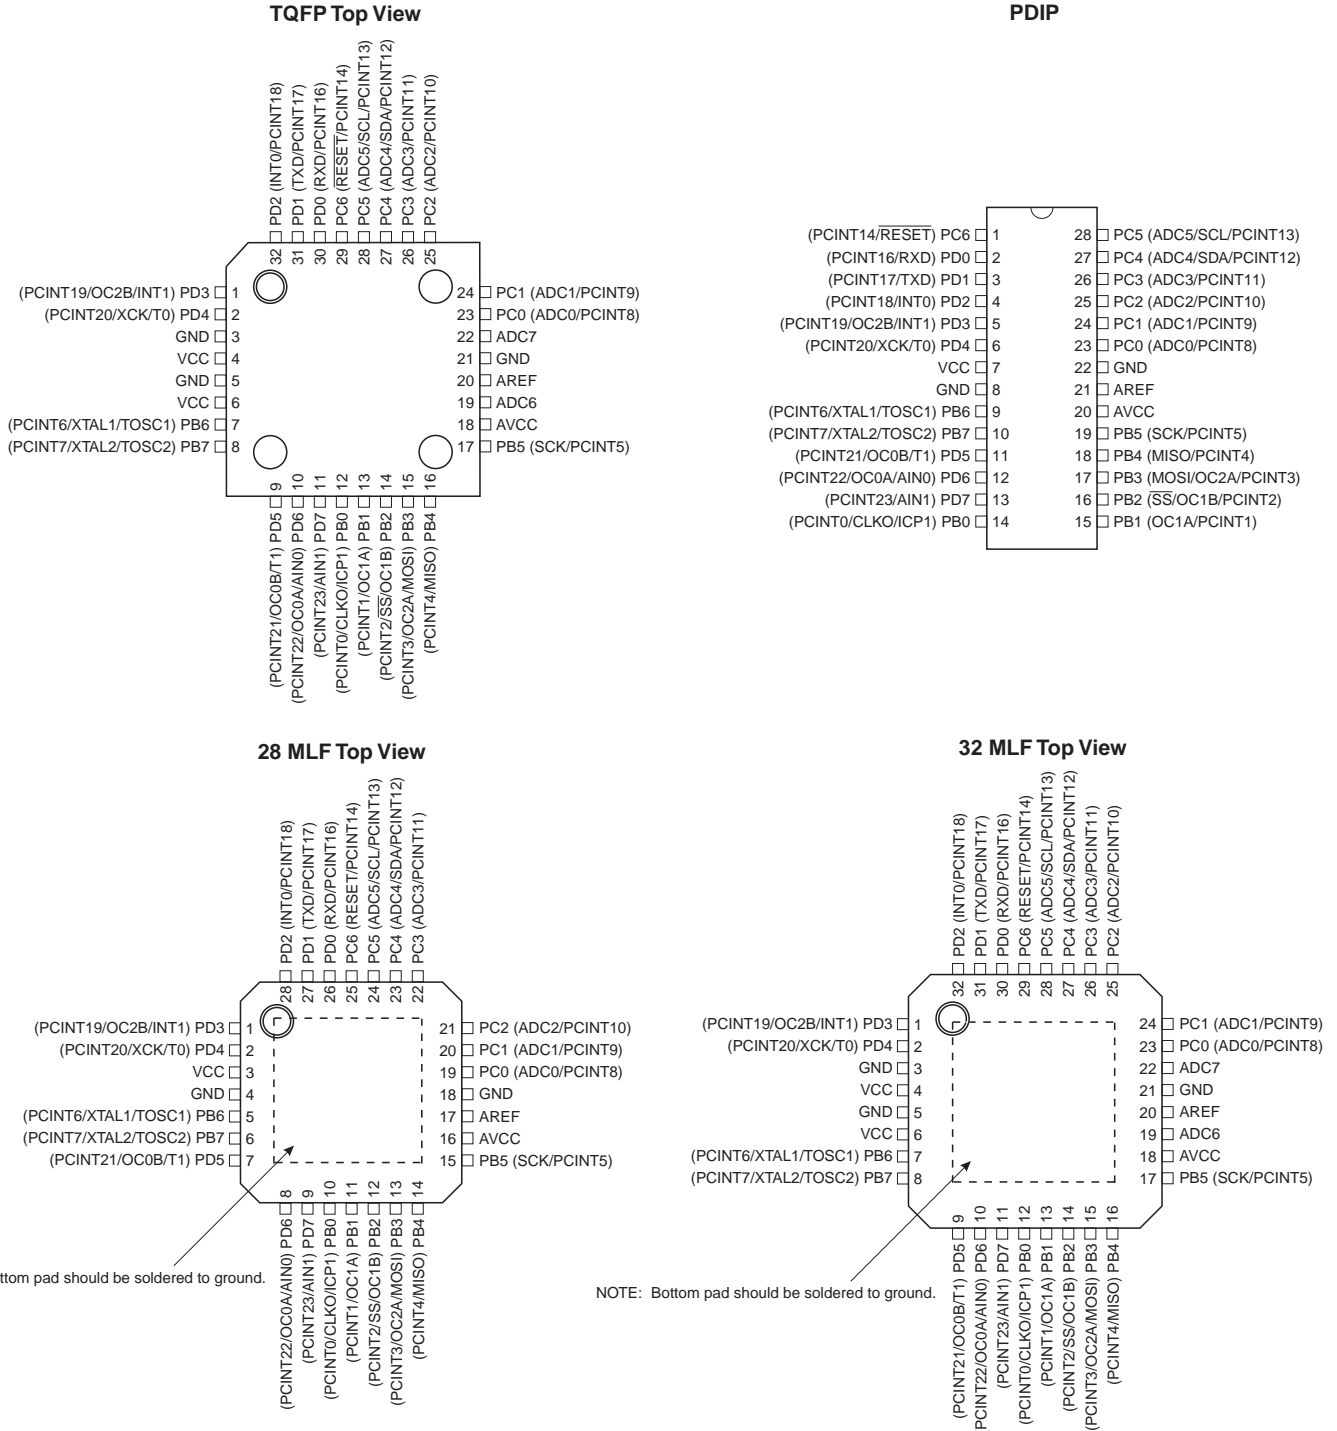 TQFP Top View
PD2 (INT0/PCINT18)
PD1 (TXD/PCINT17)
PD0 (RXD/PCINT16)
PC6 (RESET/PCINT14)
PC5 (ADC5/SCL/PCINT13)
PC4 (ADC4/SDA/PCINT12)
PC3 (ADC3/PCINT11)
PC2 (ADC2/PCINT10)
32
31
30
29
28
27
26
25
(PCINT19/OC2B/INT1) PD3 1
(PCINT20/XCK/T0) PD4 2
GND 3
VCC 4
GND 5
VCC 6
(PCINT6/XTAL1/TOSC1) PB6 7
(PCINT7/XTAL2/TOSC2) PB7 8
24 PC1 (ADC1/PCINT9)
23 PC0 (ADC0/PCINT8)
22 ADC7
21 GND
20 AREF
19 ADC6
18 AVCC
17 PB5 (SCK/PCINT5)
9
10
11
12
13
14
15
16
(PCINT21/OC0B/T1) PD5
(PCINT22/OC0A/AIN0) PD6
(PCINT23/AIN1) PD7
(PCINT0/CLKO/ICP1) PB0
(PCINT1/OC1A) PB1
(PCINT2/SS/OC1B) PB2
(PCINT3/OC2A/MOSI) PB3
(PCINT4/MISO) PB4
PDIP
(PCINT14/RESET) PC6 1
(PCINT16/RXD) PD0 2
(PCINT17/TXD) PD1 3
(PCINT18/INT0) PD2 4
(PCINT19/OC2B/INT1) PD3 5
(PCINT20/XCK/T0) PD4 6
VCC 7
GND 8
(PCINT6/XTAL1/TOSC1) PB6 9
(PCINT7/XTAL2/TOSC2) PB7 10
(PCINT21/OC0B/T1) PD5 11
(PCINT22/OC0A/AIN0) PD6 12
(PCINT23/AIN1) PD7 13
(PCINT0/CLKO/ICP1) PB0 14
28 PC5 (ADC5/SCL/PCINT13)
27 PC4 (ADC4/SDA/PCINT12)
26 PC3 (ADC3/PCINT11)
25 PC2 (ADC2/PCINT10)
24 PC1 (ADC1/PCINT9)
23 PC0 (ADC0/PCINT8)
22 GND
21 AREF
20 AVCC
19 PB5 (SCK/PCINT5)
18 PB4 (MISO/PCINT4)
17 PB3 (MOSI/OC2A/PCINT3)
16 PB2 (SS/OC1B/PCINT2)
15 PB1 (OC1A/PCINT1)
28 MLF Top View
PD2 (INT0/PCINT18)
PD1 (TXD/PCINT17)
PD0 (RXD/PCINT16)
PC6 (RESET/PCINT14)
PC5 (ADC5/SCL/PCINT13)
PC4 (ADC4/SDA/PCINT12)
PC3 (ADC3/PCINT11)
28
27
26
25
24
23
22
(PCINT19/OC2B/INT1) PD3 1
(PCINT20/XCK/T0) PD4 2
VCC 3
GND 4
(PCINT6/XTAL1/TOSC1) PB6 5
(PCINT7/XTAL2/TOSC2) PB7 6
(PCINT21/OC0B/T1) PD5 7
21 PC2 (ADC2/PCINT10)
20 PC1 (ADC1/PCINT9)
19 PC0 (ADC0/PCINT8)
18 GND
17 AREF
16 AVCC
15 PB5 (SCK/PCINT5)
8
9
10
11
12
13
14
(PCINT22/OC0A/AIN0) PD6
(PCINT23/AIN1) PD7
(PCINT0/CLKO/ICP1) PB0
(PCINT1/OC1A) PB1
(PCINT2/SS/OC1B) PB2
(PCINT3/OC2A/MOSI) PB3
(PCINT4/MISO) PB4
ttom pad should be soldered to ground.
32 MLF Top View
PD2 (INT0/PCINT18)
PD1 (TXD/PCINT17)
PD0 (RXD/PCINT16)
PC6 (RESET/PCINT14)
PC5 (ADC5/SCL/PCINT13)
PC4 (ADC4/SDA/PCINT12)
PC3 (ADC3/PCINT11)
PC2 (ADC2/PCINT10)
32
31
30
29
28
27
26
25
(PCINT19/OC2B/INT1) PD3 1
(PCINT20/XCK/T0) PD4 2
GND 3
VCC 4
GND 5
VCC 6
(PCINT6/XTAL1/TOSC1) PB6 7
(PCINT7/XTAL2/TOSC2) PB7 8
24 PC1 (ADC1/PCINT9)
23 PC0 (ADC0/PCINT8)
22 ADC7
21 GND
20 AREF
19 ADC6
18 AVCC
17 PB5 (SCK/PCINT5)
9
10
11
12
13
14
15
16
(PCINT21/OC0B/T1) PD5
PCINT22/OC0A/AIN0) PD6
(PCINT23/AIN1) PD7
(PCINT0/CLKO/ICP1) PB0
(PCINT1/OC1A) PB1
(PCINT2/SS/OC1B) PB2
PCINT3/OC2A/MOSI) PB3
(PCINT4/MISO) PB4
NOTE: Bottom pad should be soldered to ground.